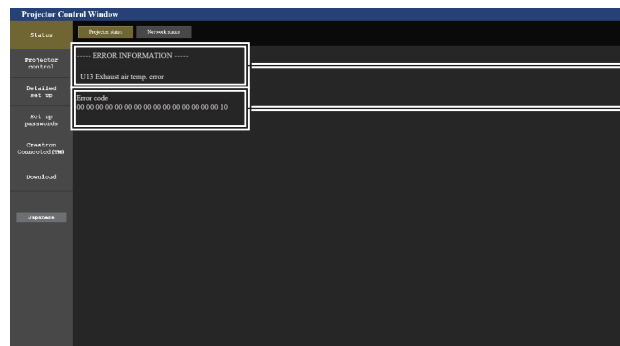 Projector Control Window
Status
Projector status
Network status
Projector control
Detailed set up
Set up passwords
Crestron Connected(TM)
Download
Japanese
----- ERROR INFORMATION -----
U13 Exhaust air temp. error
Error code
00 00 00 00 00 00 00 00 00 00 00 00 00 00 00 10